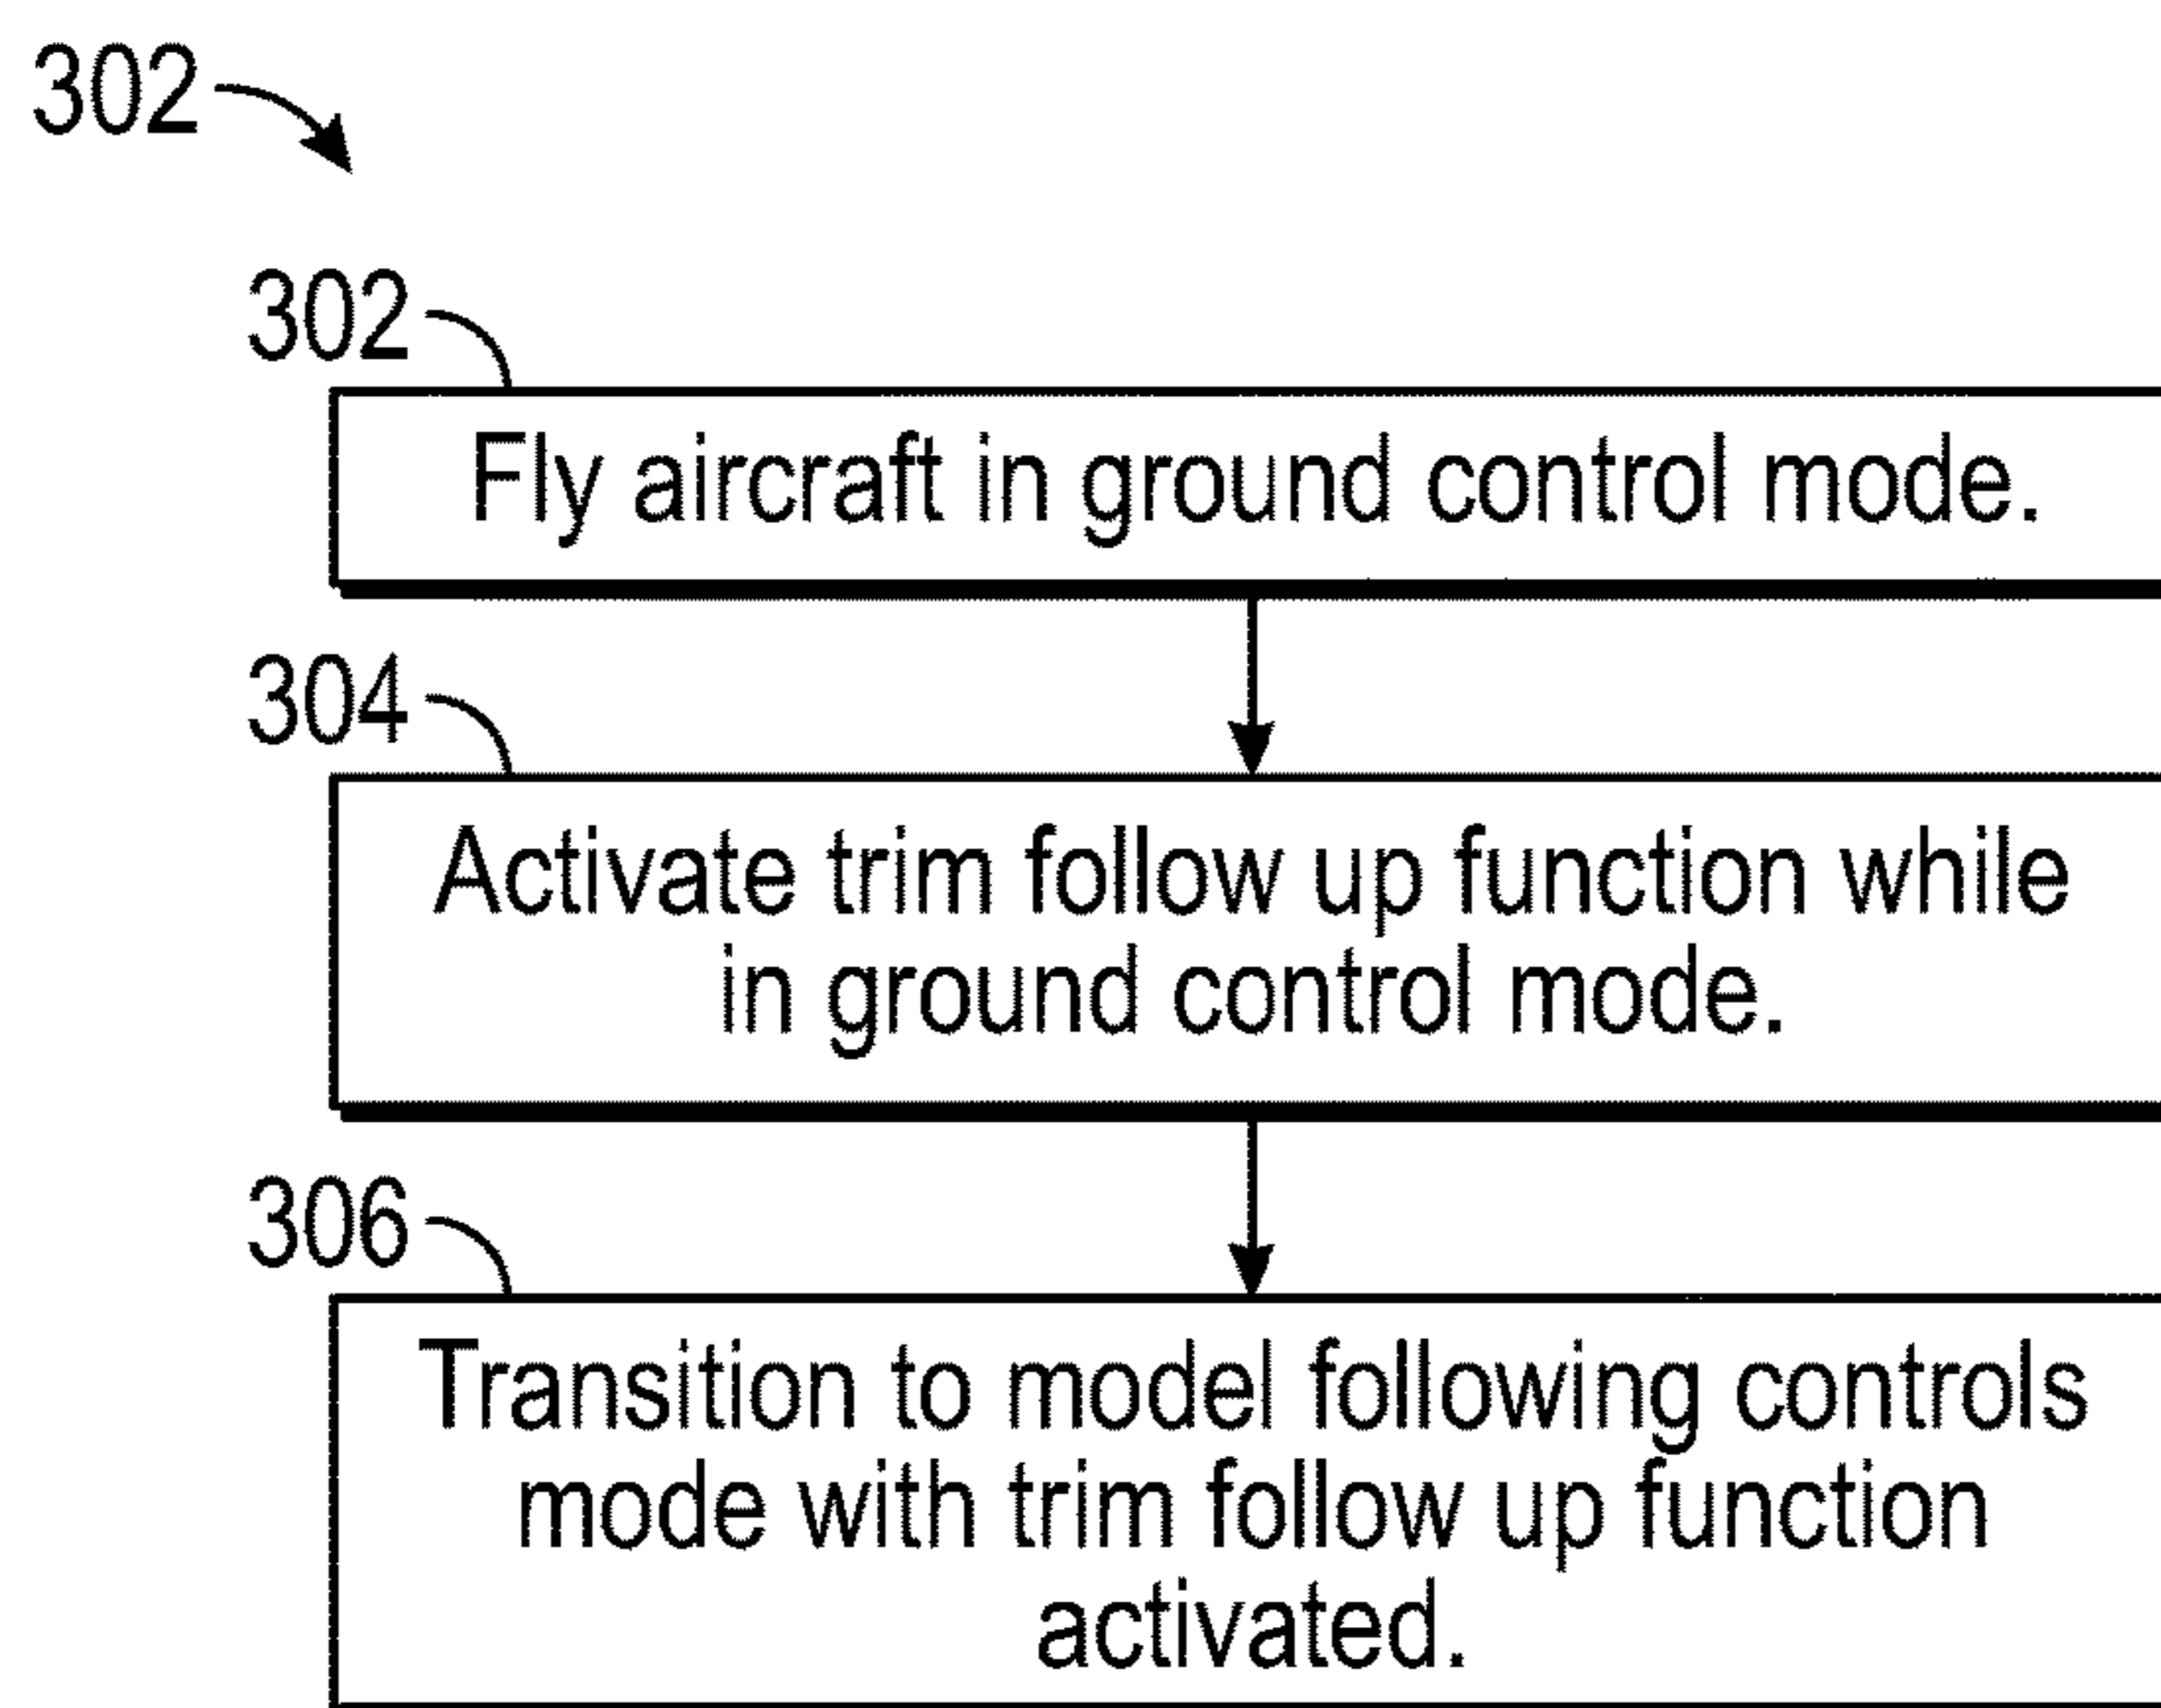 302
302
Fly aircraft in ground control mode.
304
Activate trim follow up function while
in ground control mode.
306
Transition to model following controls
mode with trim follow up function
activated.